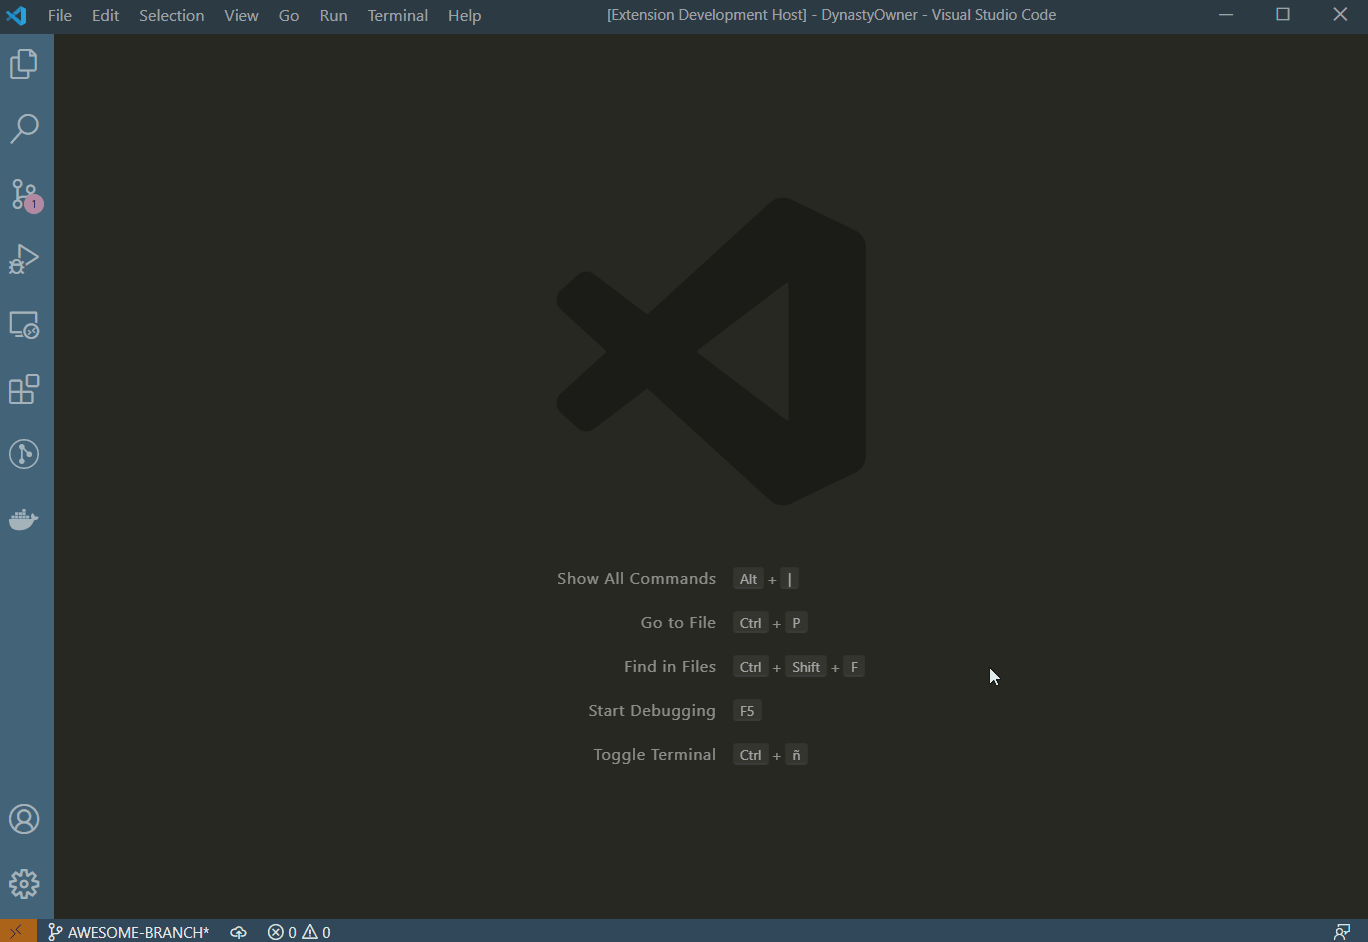 File Edit Selection View Go Run Terminal Help [Extension Development Host] - DynastyOwner - Visual Studio Code
1
Show All Commands Alt + |
Go to File Ctrl + P
Find in Files Ctrl + Shift + F
Start Debugging F5
Toggle Terminal Ctrl + ñ
AWESOME-BRANCH* 0 0